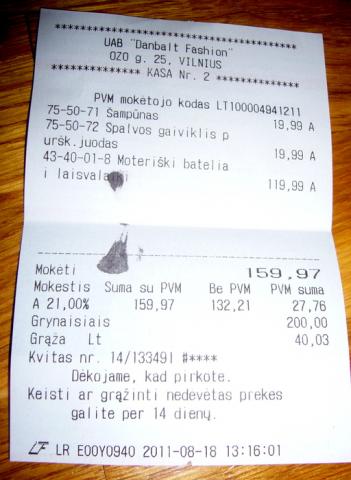 ************************************
UAB "Danbalt Fashion"
OZO g. 25, VILNIUS
************** KASA Nr. 2 **************
PVM mokėtojo kodas LT100004941211
75-50-71 Šampūnas 19,99 A
75-50-72 Spalvos gaiviklis p
uršk.juodas 19,99 A
43-40-01-8 Moteriški batelia
i laisvalaiki 119,99 A
Mokėti 159,97
Mokestis Suma su PVM Be PVM PVM suma
A 21,00% 159,97 132,21 27,76
Grynaisiais 200,00
Grąža Lt 40,03
Kvitas nr. 14/133491 #****
Dėkojame, kad pirkote.
Keisti ar grąžinti nedėvėtas prekes
galite per 14 dienų.
LF LR E00Y0940 2011-08-18 13:16:01